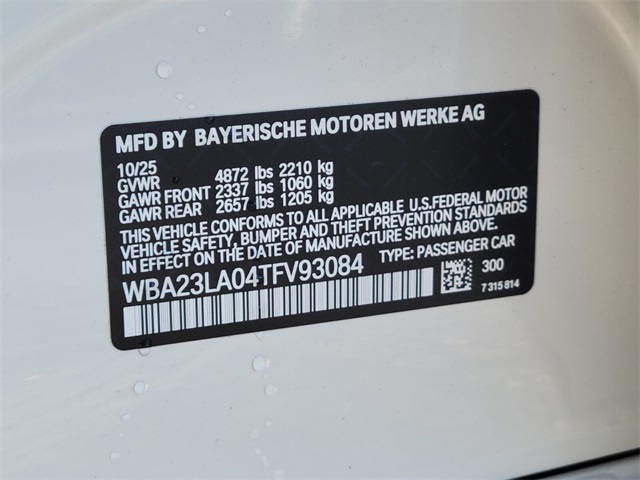 MFD BY BAYERISCHE MOTOREN WERKE AG
10/25
GVWR 4872 lbs 2210 kg
GAWR FRONT 2337 lbs 1060 kg
GAWR REAR 2657 lbs 1205 kg
THIS VEHICLE CONFORMS TO ALL APPLICABLE U.S.FEDERAL MOTOR
VEHICLE SAFETY, BUMPER AND THEFT PREVENTION STANDARDS
IN EFFECT ON THE DATE OF MANUFACTURE SHOWN ABOVE.
WBA23LA04TFV93084 TYPE: PASSENGER CAR
300
7 315 814